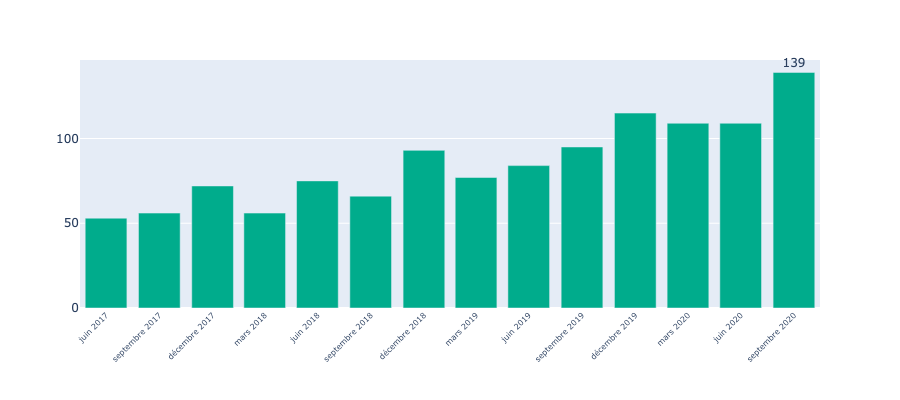 139
100
50
0
juin 2017
septembre 2017
décembre 2017
mars 2018
juin 2018
septembre 2018
décembre 2018
mars 2019
juin 2019
septembre 2019
décembre 2019
mars 2020
juin 2020
septembre 2020